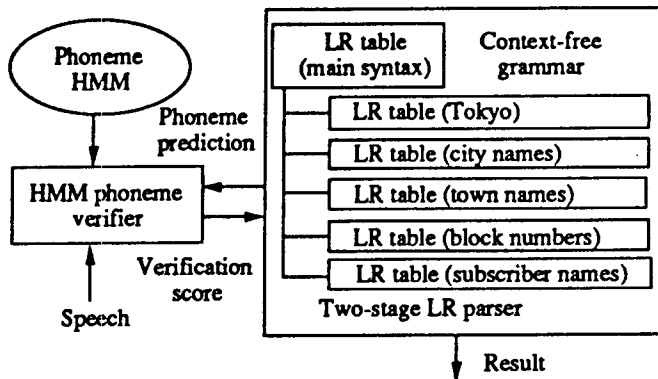 Phoneme
HMM
Phoneme
prediction
HMM phoneme
verifier
Verification
score
Speech
LR table
(main syntax)
Context-free
grammar
LR table (Tokyo)
LR table (city names)
LR table (town names)
LR table (block numbers)
LR table (subscriber names)
Two-stage LR parser
Result